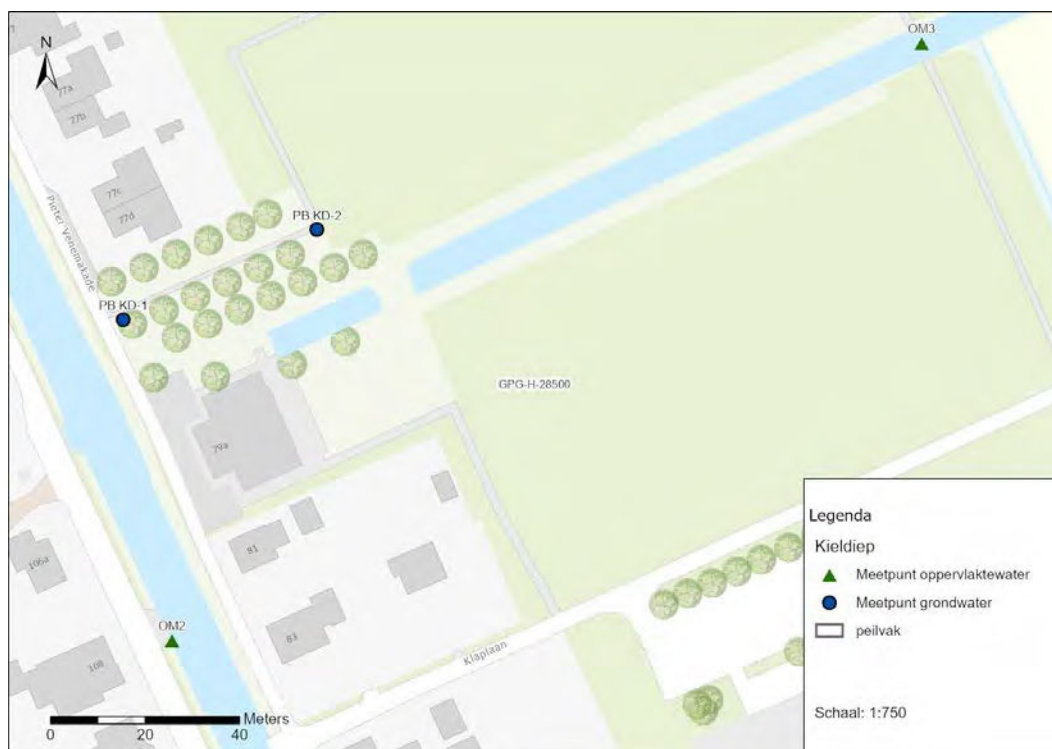 OM3
N
77a
77b
77c
77d
Pieter Venemakade
PB KD-2
PB KD-1
GPG-H-28500
79a
81
83
106a
108
OM2
Klaplaan
0 20 40 Meters
Legenda
Kieldiep
Meetpunt oppervlaktewater
Meetpunt grondwater
peilvak
Schaal: 1:750